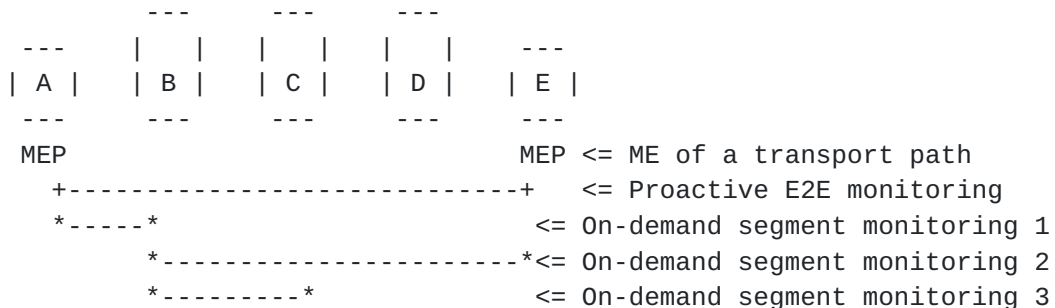 ---     ---     ---
 ---    |   |   |   |   |   |    ---
| A |   | B |   | C |   | D |   | E |
 ---     ---     ---     ---     ---
 MEP                             MEP <= ME of a transport path
   +-----------------------------+   <= Proactive E2E monitoring
   *-----*                        <= On-demand segment monitoring 1
         *-----------------------*<= On-demand segment monitoring 2
         *---------*              <= On-demand segment monitoring 3